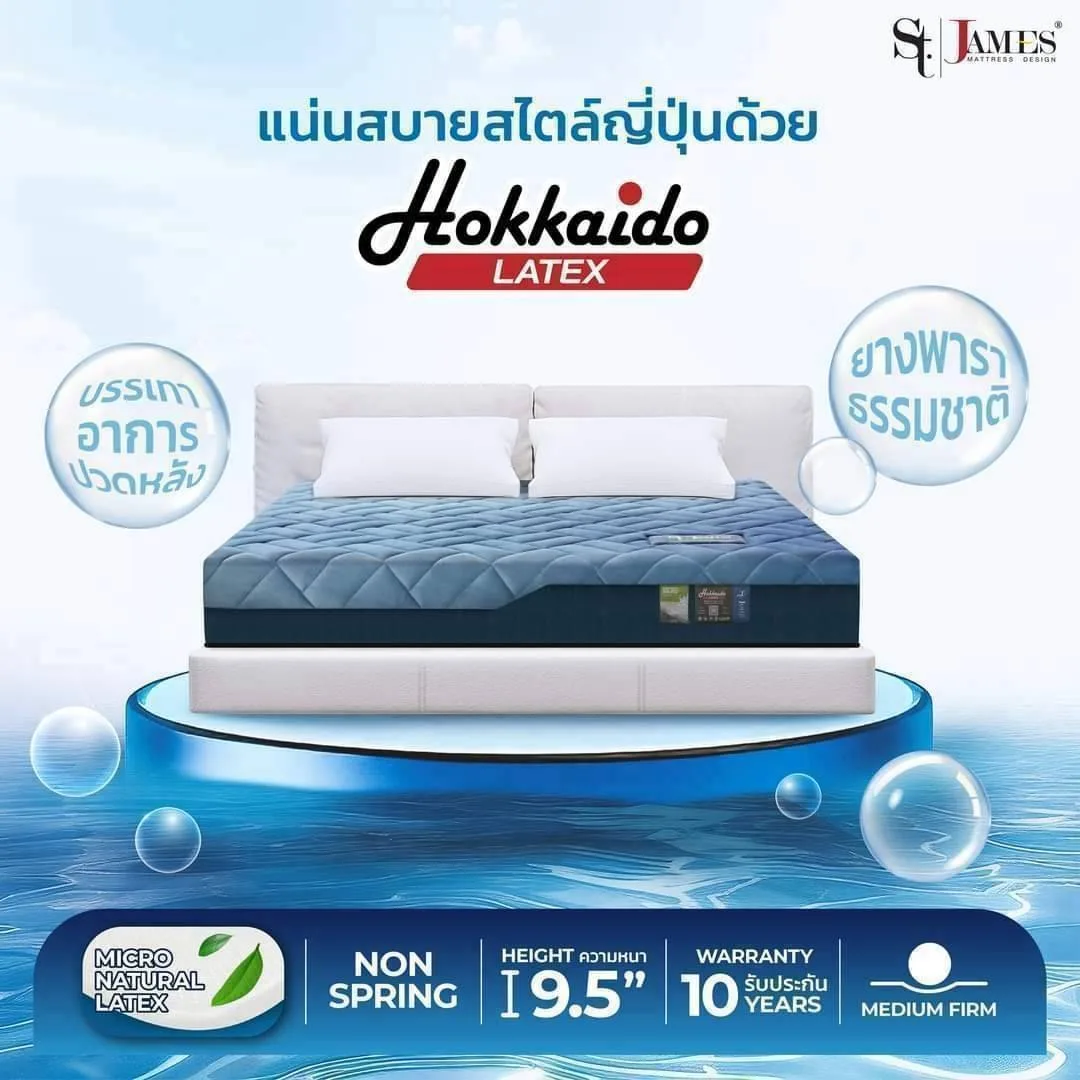 St. JAMES®
MATTRESS DESIGN
แน่นสบายสไตล์ญี่ปุ่นด้วย
Hokkaido
LATEX
บรรเทา
อาการ
ปวดหลัง
ยางพารา
ธรรมชาติ
Hokkaido
MICRO
NATURAL
LATEX
NON
SPRING
HEIGHT ความหนา
9.5”
WARRANTY
10 รับประกัน
YEARS
MEDIUM FIRM